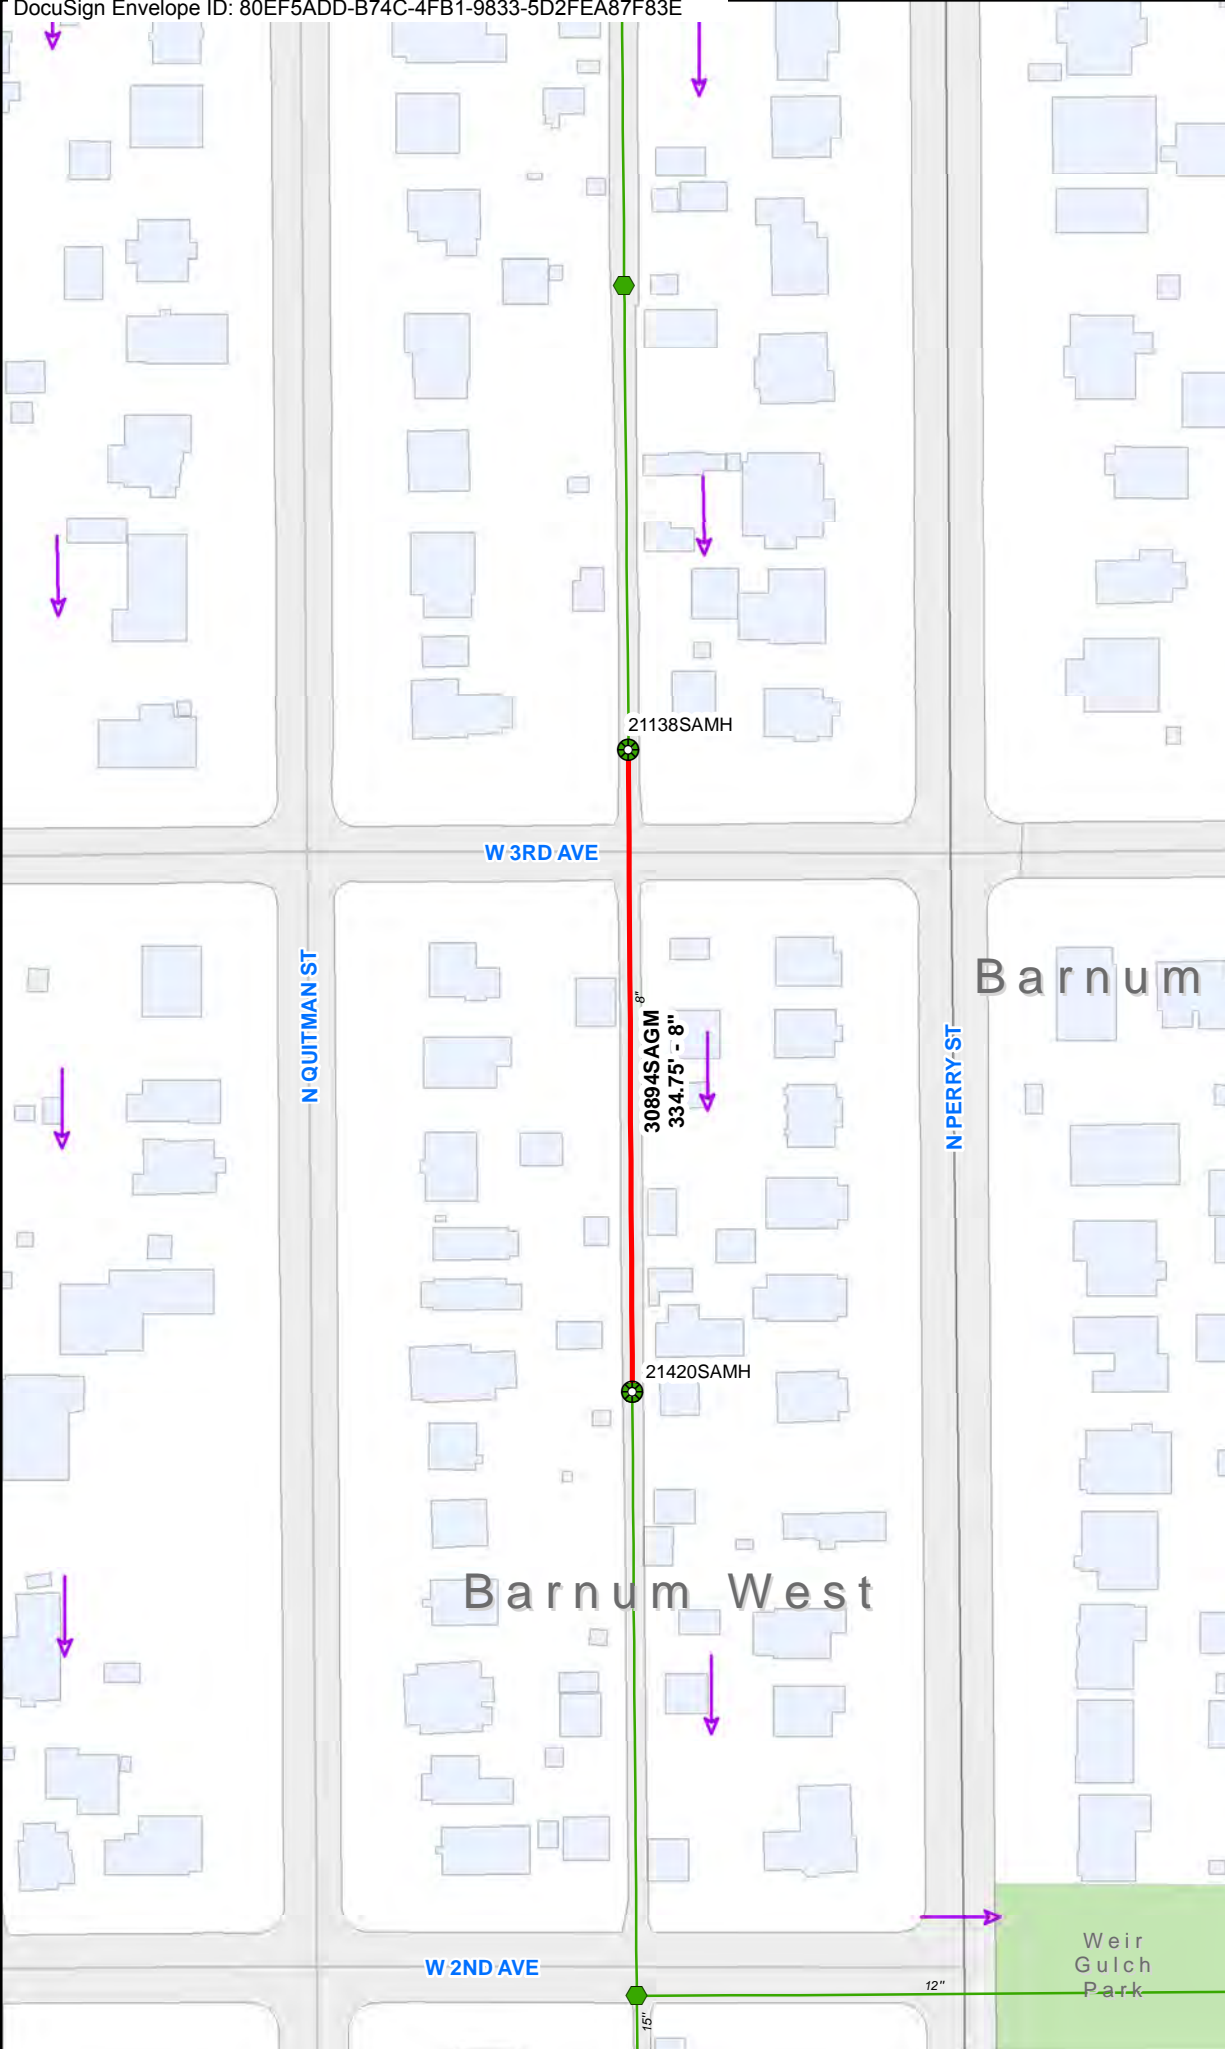 DocuSign Envelope ID: 80EF5ADD-B74C-4FB1-9833-5D2FEA87F83E
21138SAMH
W 3RD AVE
N QUITMAN ST
Barnum
8"
30894SAGM
334.75' - 8"
N PERRY ST
21420SAMH
Barnum West
Weir
Gulch
Park
W 2ND AVE
12"
15"